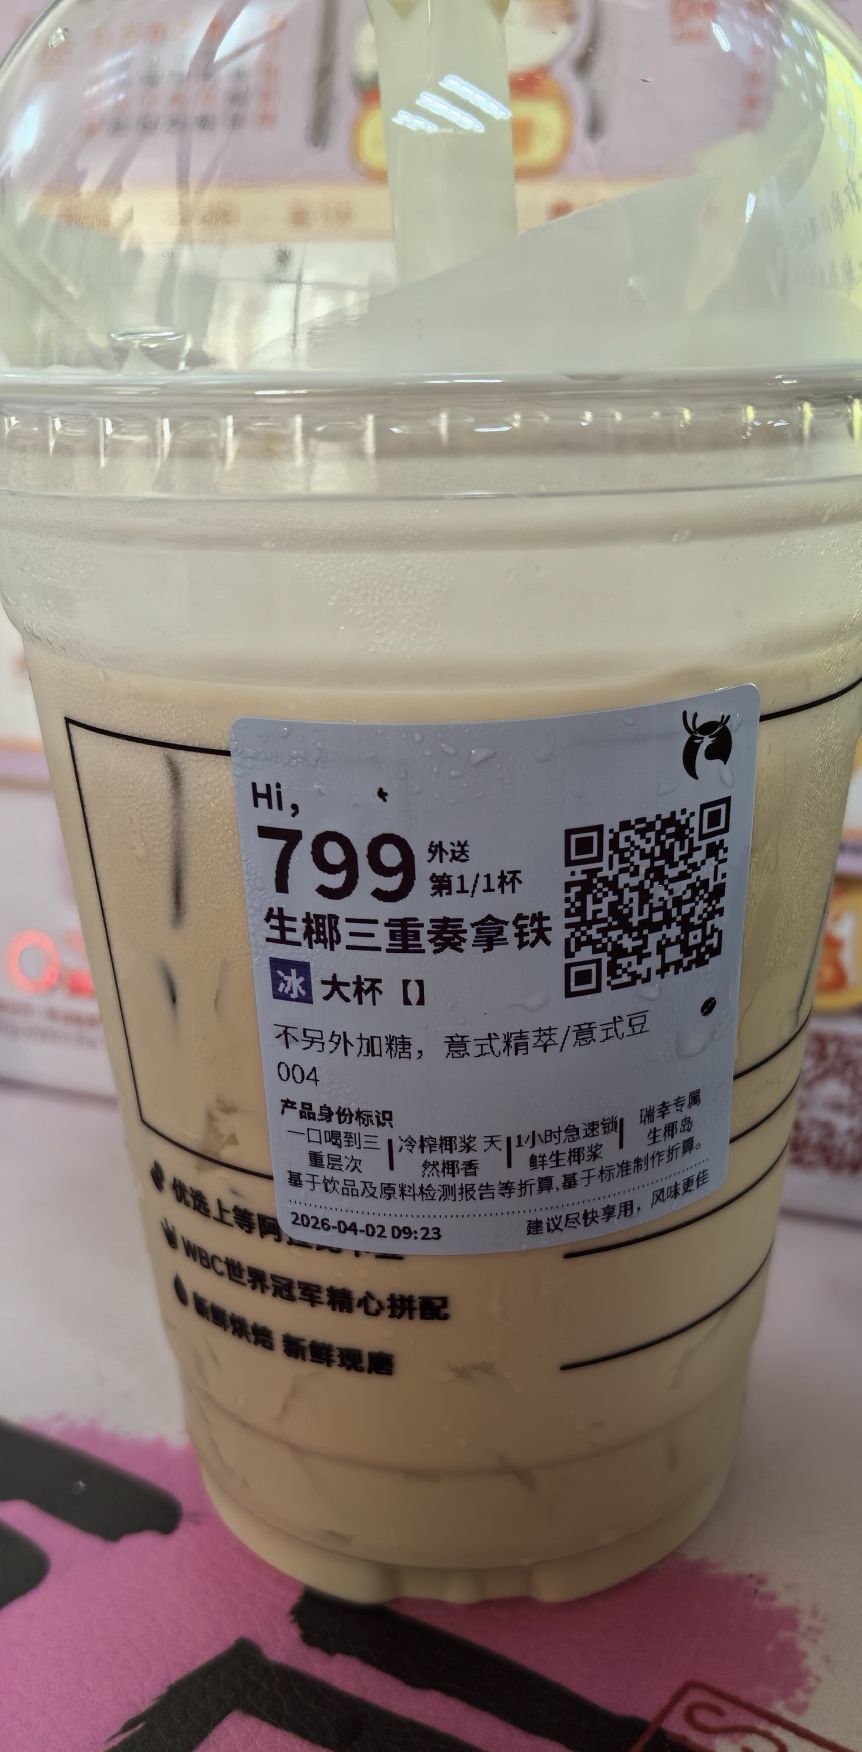 Hi,
799 外送
第1/1杯
生椰三重奏拿铁
冰 大杯【】
不另外加糖，意式精萃/意式豆
004
产品身份标识
一口喝到三重层次
冷榨椰浆 天然椰香
1小时急速锁鲜生椰浆
瑞幸专属生椰岛
基于饮品及原料检测报告等折算,基于标准制作折算。
2026-04-02 09:23 建议尽快享用，风味更佳
优选上等阿
WBC世界冠军精心拼配
新鲜烘焙 新鲜现磨